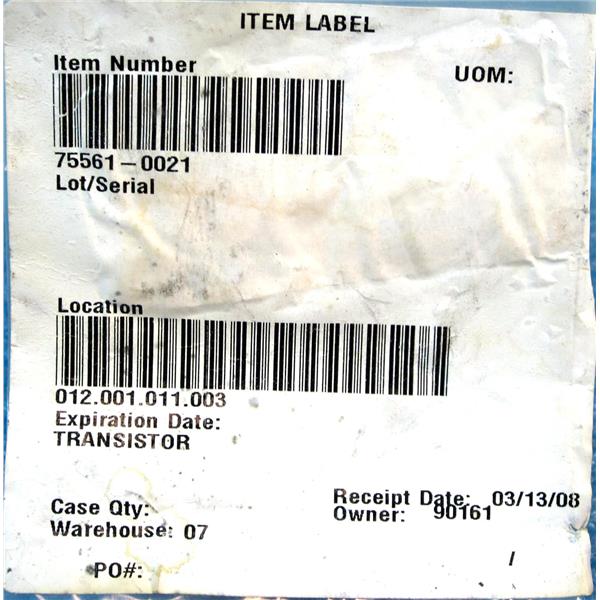 ITEM LABEL
Item Number
UOM:
75561-0021
Lot/Serial
Location
012.001.011.003
Expiration Date:
TRANSISTOR
Case Qty:
Receipt Date: 03/13/08
Owner: 90161
Warehouse: 07
/
PO#: